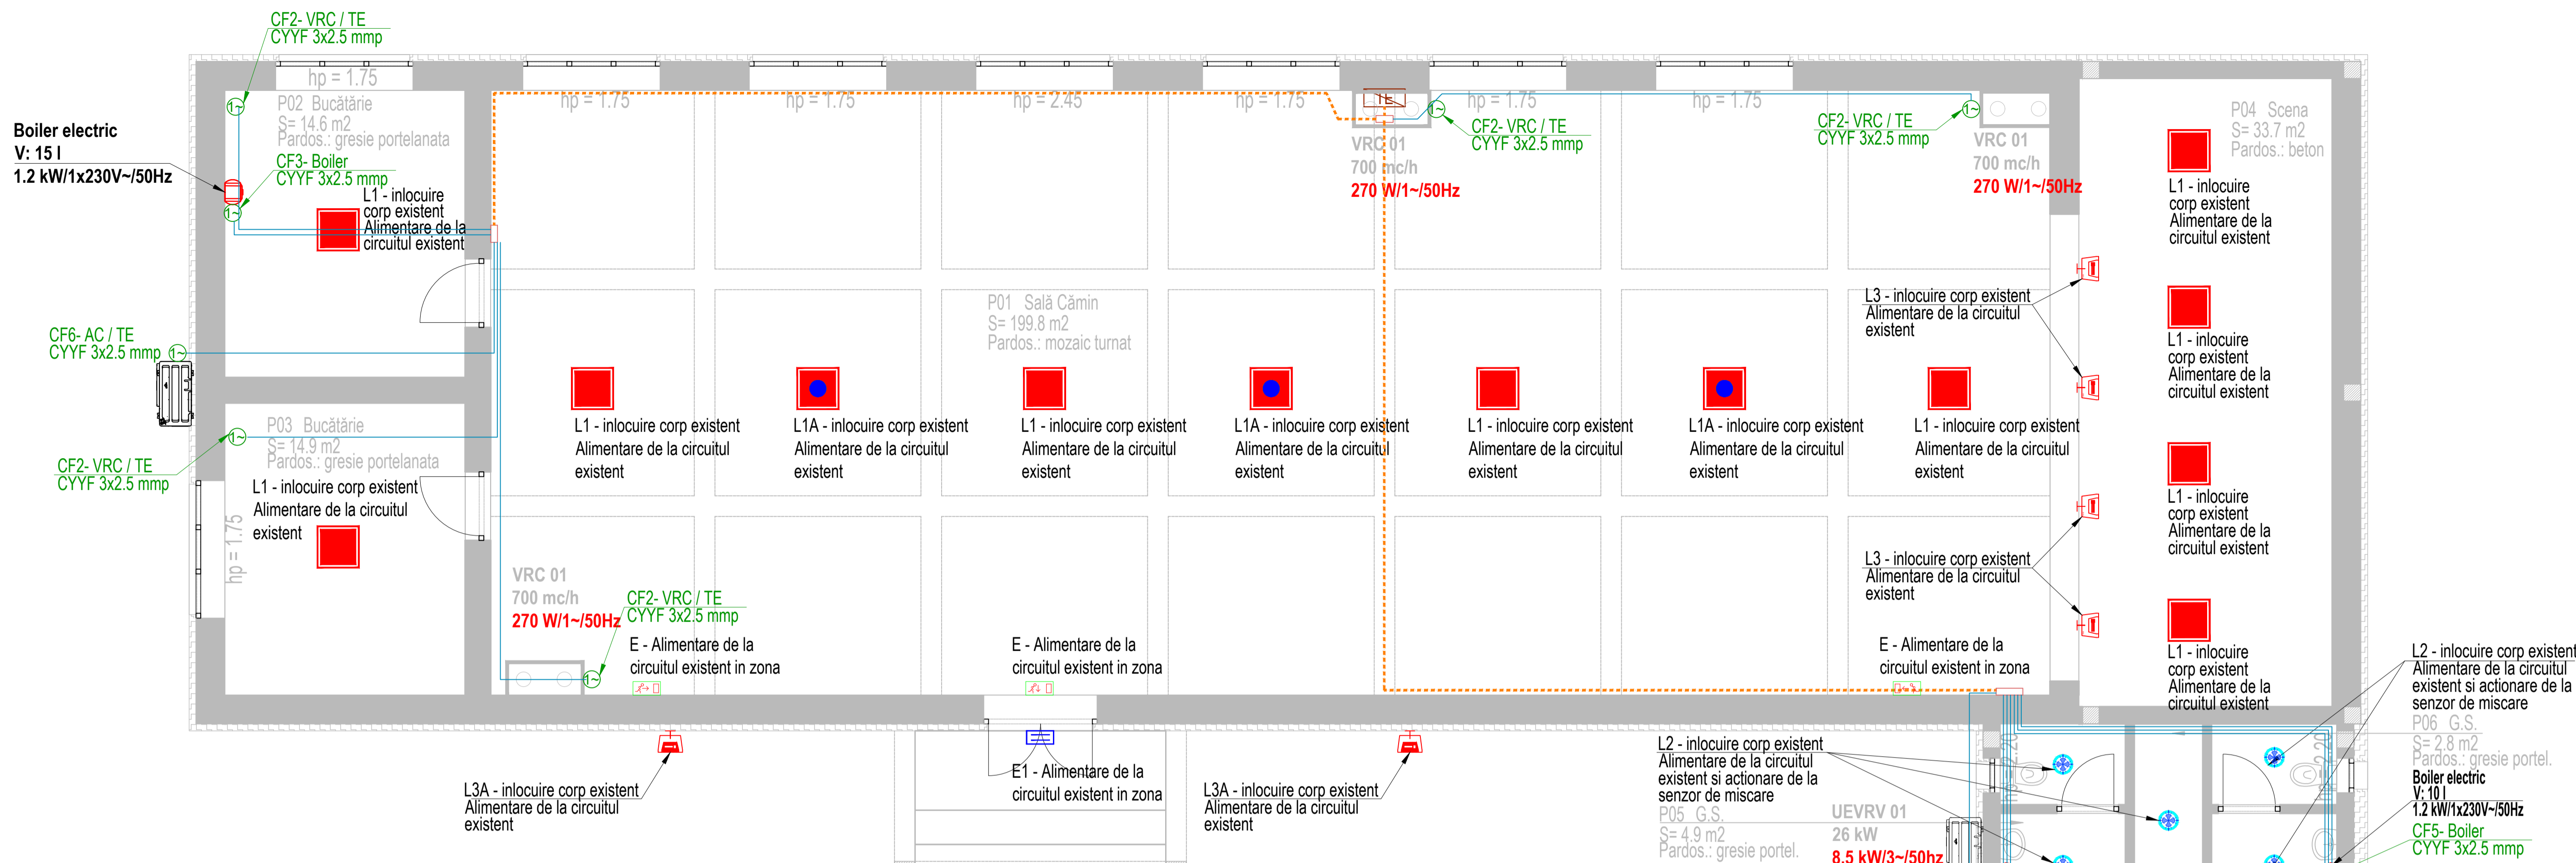 CF2- VRC / TE
CYYF 3x2.5 mmp
hp = 1.75
P02 Bucătărie
S= 14.6 m2
Pardos.: gresie portelanata
Boiler electric
V: 15 l
1.2 kW/1x230V~/50Hz
CF3- Boiler
CYYF 3x2.5 mmp
1~
1~
L1 - inlocuire
corp existent
Alimentare de la
circuitul existent
hp = 1.75
hp = 1.75
hp = 2.45
hp = 1.75
TE
1~
hp = 1.75
hp = 1.75
CF2- VRC / TE
CYYF 3x2.5 mmp
VRC 01
700 mc/h
270 W/1~/50Hz
CF2- VRC / TE
CYYF 3x2.5 mmp
1~
VRC 01
700 mc/h
270 W/1~/50Hz
P04 Scena
S= 33.7 m2
Pardos.: beton
L1 - inlocuire
corp existent
Alimentare de la
circuitul existent
CF6- AC / TE
CYYF 3x2.5 mmp
1~
P01 Sală Cămin
S= 199.8 m2
Pardos.: mozaic turnat
L3 - inlocuire corp existent
Alimentare de la circuitul
existent
L1 - inlocuire
corp existent
Alimentare de la
circuitul existent
P03 Bucătărie
S= 14.9 m2
Pardos.: gresie portelanata
1~
CF2- VRC / TE
CYYF 3x2.5 mmp
L1 - inlocuire corp existent
Alimentare de la circuitul
existent
hp = 1.75
L1 - inlocuire corp existent
Alimentare de la circuitul
existent
L1A - inlocuire corp existent
Alimentare de la circuitul
existent
L1 - inlocuire corp existent
Alimentare de la circuitul
existent
L1A - inlocuire corp existent
Alimentare de la circuitul
existent
L1 - inlocuire corp existent
Alimentare de la circuitul
existent
L1A - inlocuire corp existent
Alimentare de la circuitul
existent
L1 - inlocuire corp existent
Alimentare de la circuitul
existent
L1 - inlocuire
corp existent
Alimentare de la
circuitul existent
L3 - inlocuire corp existent
Alimentare de la circuitul
existent
VRC 01
700 mc/h
270 W/1~/50Hz
CF2- VRC / TE
CYYF 3x2.5 mmp
1~
E - Alimentare de la
circuitul existent in zona
E - Alimentare de la
circuitul existent in zona
E - Alimentare de la
circuitul existent in zona
L1 - inlocuire
corp existent
Alimentare de la
circuitul existent
L2 - inlocuire corp existent
Alimentare de la circuitul
existent si actionare de la
senzor de miscare
P06 G.S.
S= 2.8 m2
Pardos.: gresie portel.
Boiler electric
V: 10 l
1.2 kW/1x230V~/50Hz
CF5- Boiler
CYYF 3x2.5 mmp
L3A - inlocuire corp existent
Alimentare de la circuitul
existent
E1 - Alimentare de la
circuitul existent in zona
L3A - inlocuire corp existent
Alimentare de la circuitul
existent
L2 - inlocuire corp existent
Alimentare de la circuitul
existent si actionare de la
senzor de miscare
P05 G.S.
S= 4.9 m2
Pardos.: gresie portel.
UEVRV 01
26 kW
8.5 kW/3~/50hz